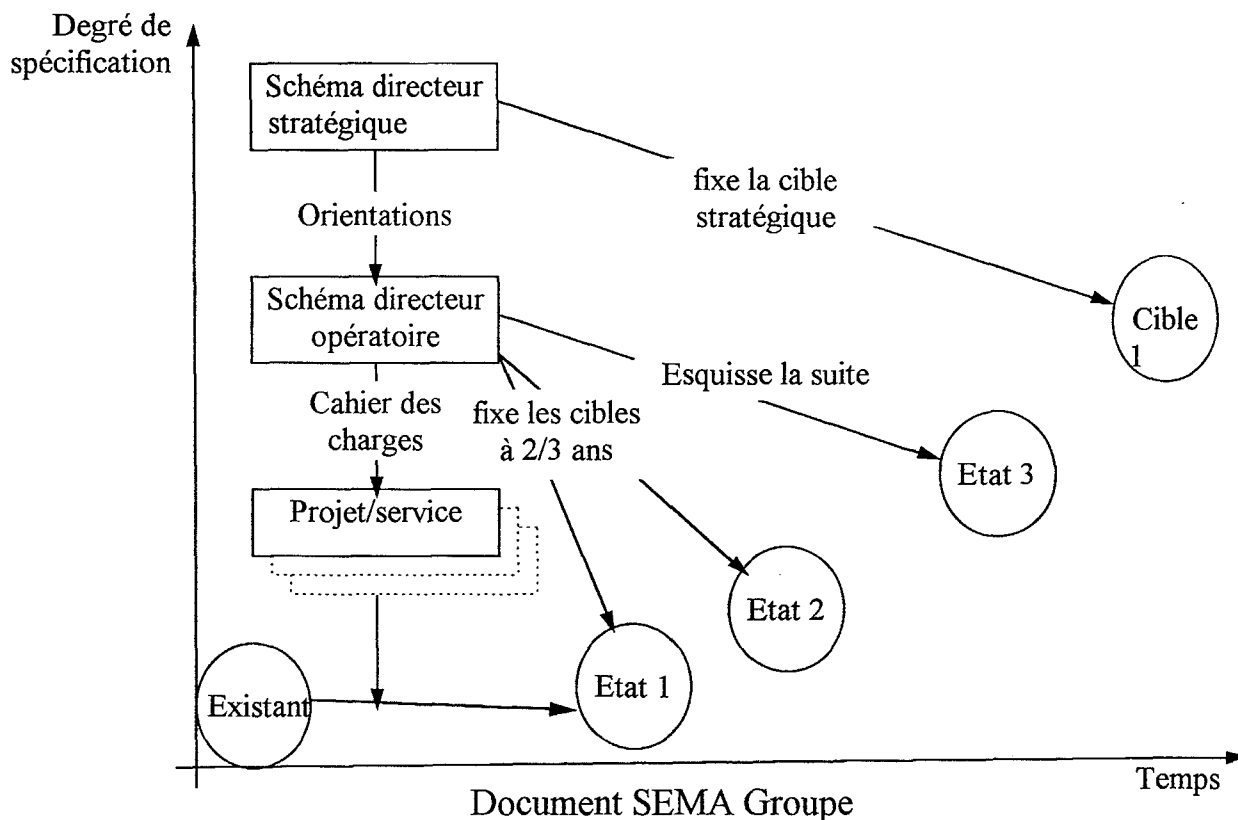 Degré de
spécification
Schéma directeur
stratégique
fixe la cible
stratégique
Orientations
Schéma directeur
opératoire
Cible
1
Esquisse la suite
Cahier des
charges
fixe les cibles
à 2/3 ans
Etat 3
Projet/service
Etat 2
Etat 1
Existant
Temps
Document SEMA Groupe